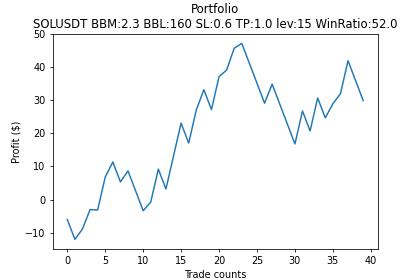 Portfolio
SOLUSDT BBM:2.3 BBL:160 SL:0.6 TP:1.0 lev:15 WinRatio:52.0
50
40
30
20
10
0
−10
Profit ($)
0 5 10 15 20 25 30 35 40
Trade counts